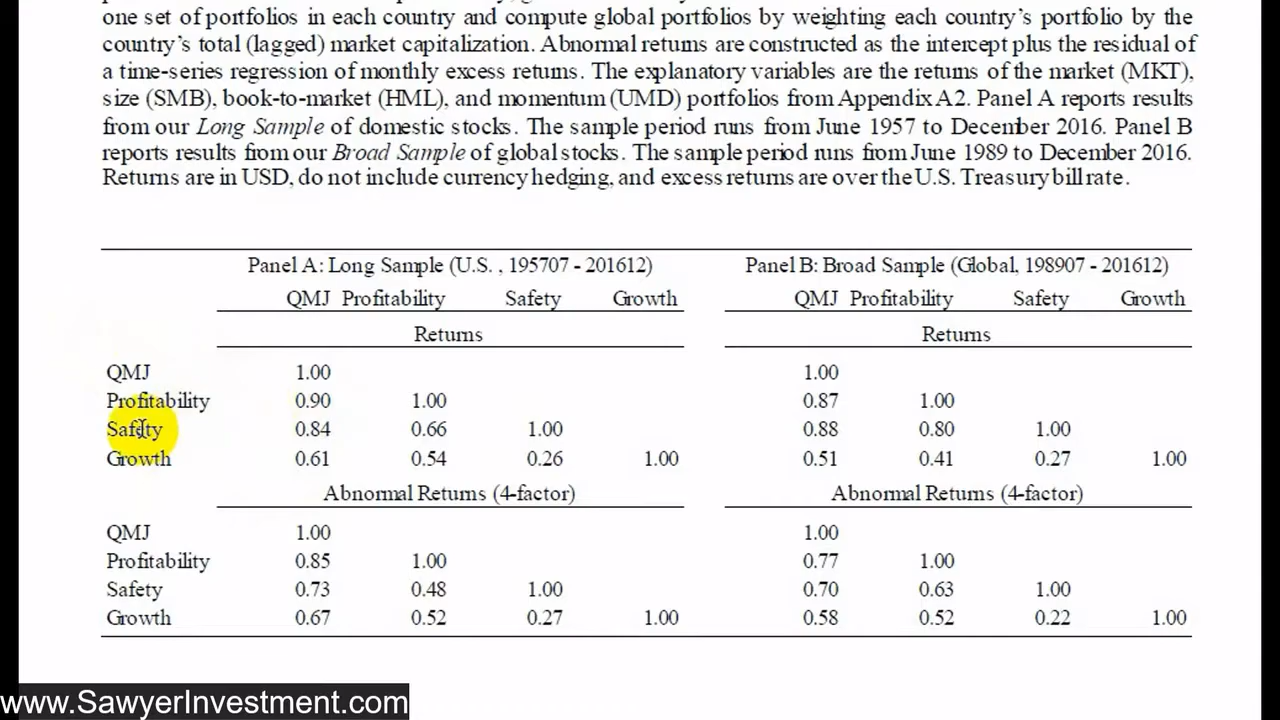 one set of portfolios in each country and compute global portfolios by weighting each country's portfolio by the
country's total (lagged) market capitalization. Abnormal returns are constructed as the intercept plus the residual of
a time-series regression of monthly excess returns. The explanatory variables are the returns of the market (MKT),
size (SMB), book-to-market (HML), and momentum (UMD) portfolios from Appendix A2. Panel A reports results
from our Long Sample of domestic stocks. The sample period runs from June 1957 to December 2016. Panel B
reports results from our Broad Sample of global stocks. The sample period runs from June 1989 to December 2016.
Returns are in USD, do not include currency hedging, and excess returns are over the U.S. Treasury bill rate.
Panel A: Long Sample (U.S. , 195707 - 201612) Panel B: Broad Sample (Global, 198907 - 201612)
QMJ Profitability Safety Growth QMJ Profitability Safety Growth
Returns Returns
QMJ 1.00 1.00
Profitability 0.90 1.00 0.87 1.00
Safety 0.84 0.66 1.00 0.88 0.80 1.00
Growth 0.61 0.54 0.26 1.00 0.51 0.41 0.27 1.00
Abnormal Returns (4-factor) Abnormal Returns (4-factor)
QMJ 1.00 1.00
Profitability 0.85 1.00 0.77 1.00
Safety 0.73 0.48 1.00 0.70 0.63 1.00
Growth 0.67 0.52 0.27 1.00 0.58 0.52 0.22 1.00
www.SawyerInvestment.com